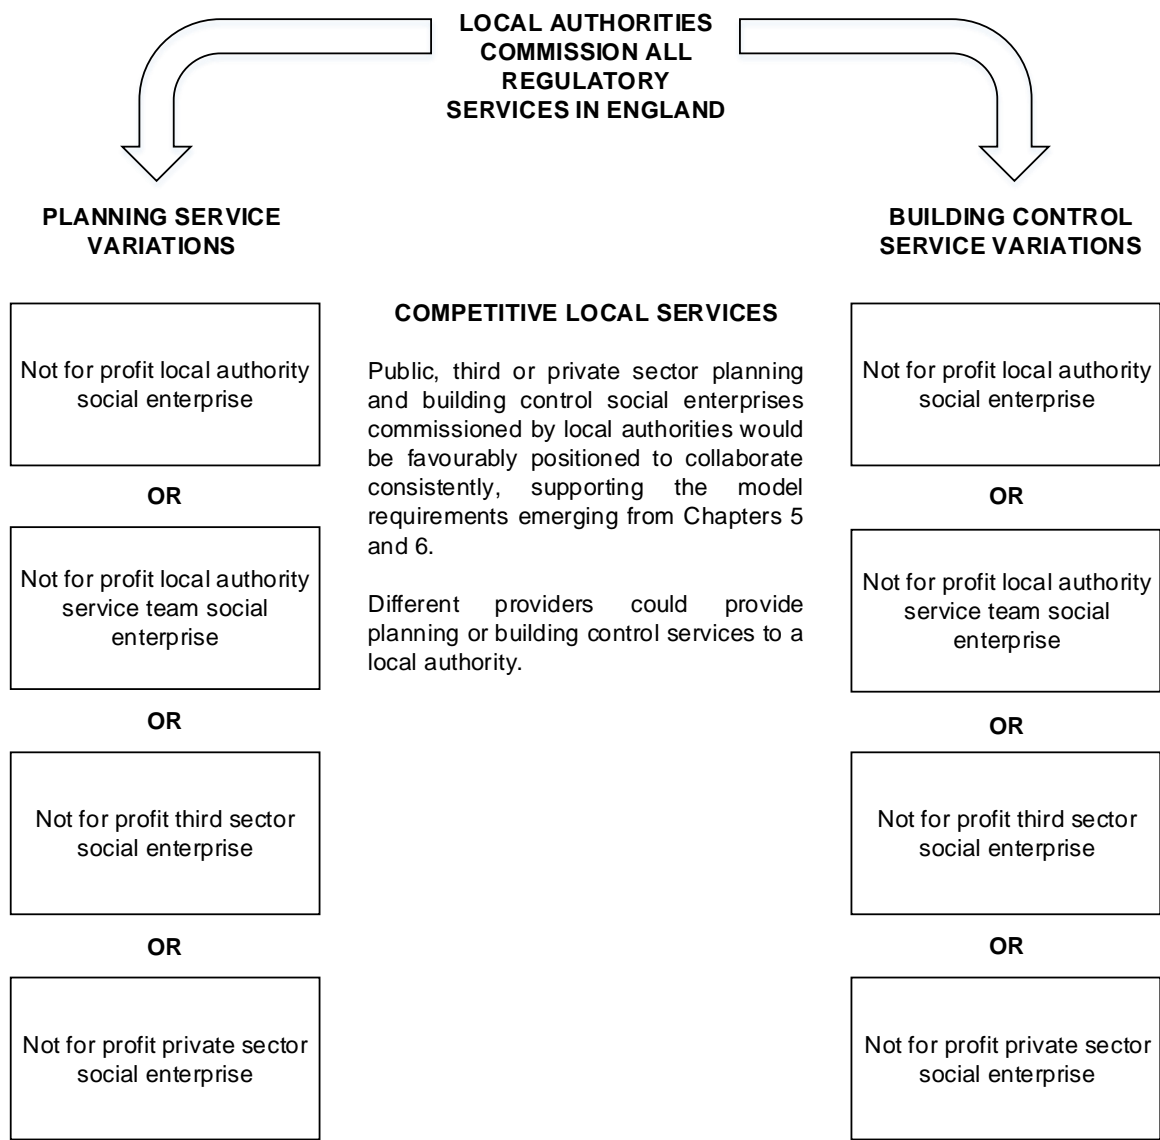 LOCAL AUTHORITIES
COMMISSION ALL
REGULATORY
SERVICES IN ENGLAND
PLANNING SERVICE
VARIATIONS
Not for profit local authority
social enterprise
OR
Not for profit local authority
service team social
enterprise
OR
Not for profit third sector
social enterprise
OR
Not for profit private sector
social enterprise
COMPETITIVE LOCAL SERVICES
Public, third or private sector planning
and building control social enterprises
commissioned by local authorities would
be favourably positioned to collaborate
consistently, supporting the model
requirements emerging from Chapters 5
and 6.
Different providers could provide
planning or building control services to a
local authority.
BUILDING CONTROL
SERVICE VARIATIONS
Not for profit local authority
social enterprise
OR
Not for profit local authority
service team social
enterprise
OR
Not for profit third sector
social enterprise
OR
Not for profit private sector
social enterprise